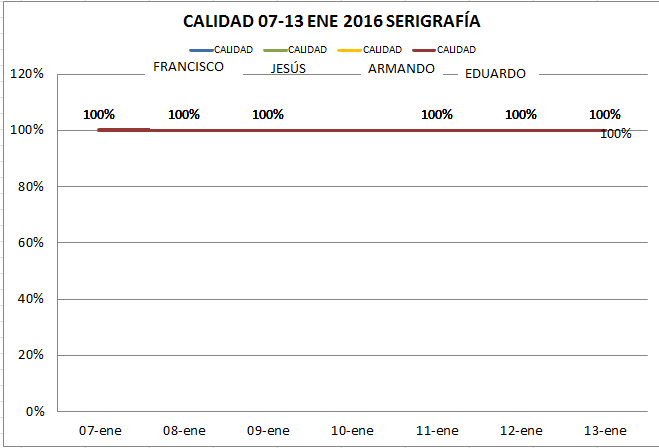 CALIDAD 07-13 ENE 2016 SERIGRAFÍA
CALIDAD CALIDAD CALIDAD CALIDAD
FRANCISCO JESÚS ARMANDO EDUARDO
120%
100% 100% 100% 100% 100% 100%
100% 100%
80%
60%
40%
20%
0%
07-ene 08-ene 09-ene 10-ene 11-ene 12-ene 13-ene